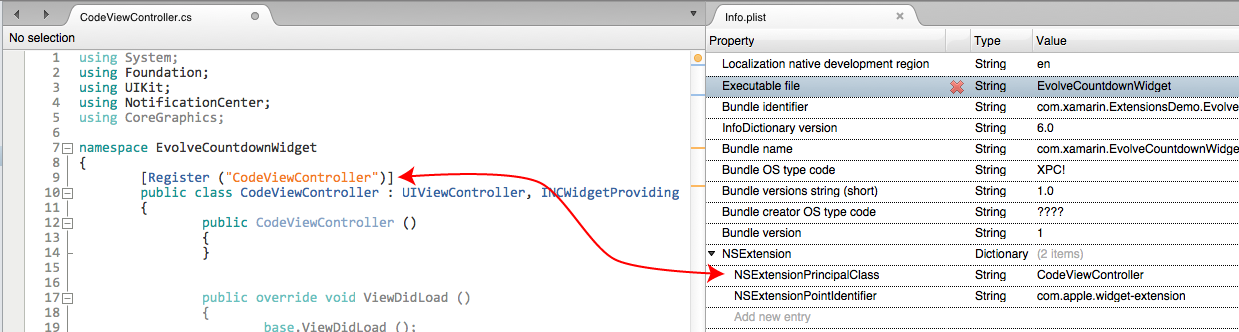 CodeViewController.cs
No selection
1 using System;
2 using Foundation;
3 using UIKit;
4 using NotificationCenter;
5 using CoreGraphics;
6
7 namespace EvolveCountdownWidget
8 {
9 [Register ("CodeViewController")]
10 public class CodeViewController : UIViewController, INCWidgetProviding
11 {
12 public CodeViewController ()
13 {
14 }
15
16
17 public override void ViewDidLoad ()
18 {
19 base.ViewDidLoad ();
Info.plist
Property Type Value
Localization native development region String en
Executable file String EvolveCountdownWidget
Bundle identifier String com.xamarin.ExtensionsDemo.Evolve
InfoDictionary version String 6.0
Bundle name String com.xamarin.EvolveCountdownWidge
Bundle OS type code String XPC!
Bundle versions string (short) String 1.0
Bundle creator OS type code String ????
Bundle version String 1
NSExtension Dictionary (2 items)
NSExtensionPrincipalClass String CodeViewController
NSExtensionPointIdentifier String com.apple.widget-extension
Add new entry